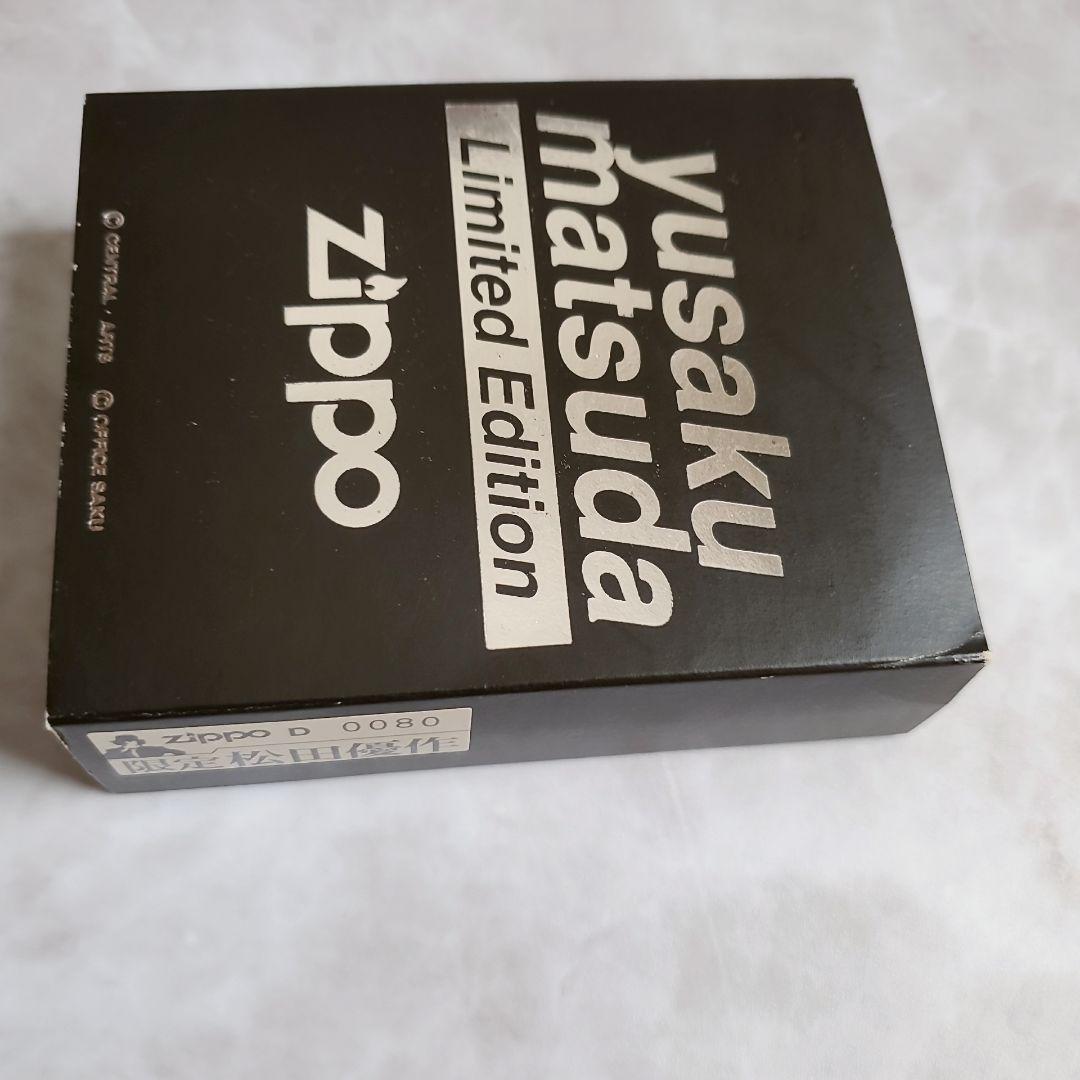 yusaku
matsuda
Limited Edition
zippo
© CENTRAL · ARTS © OFFICE SAKU
zippo D 0080
限定松田優作